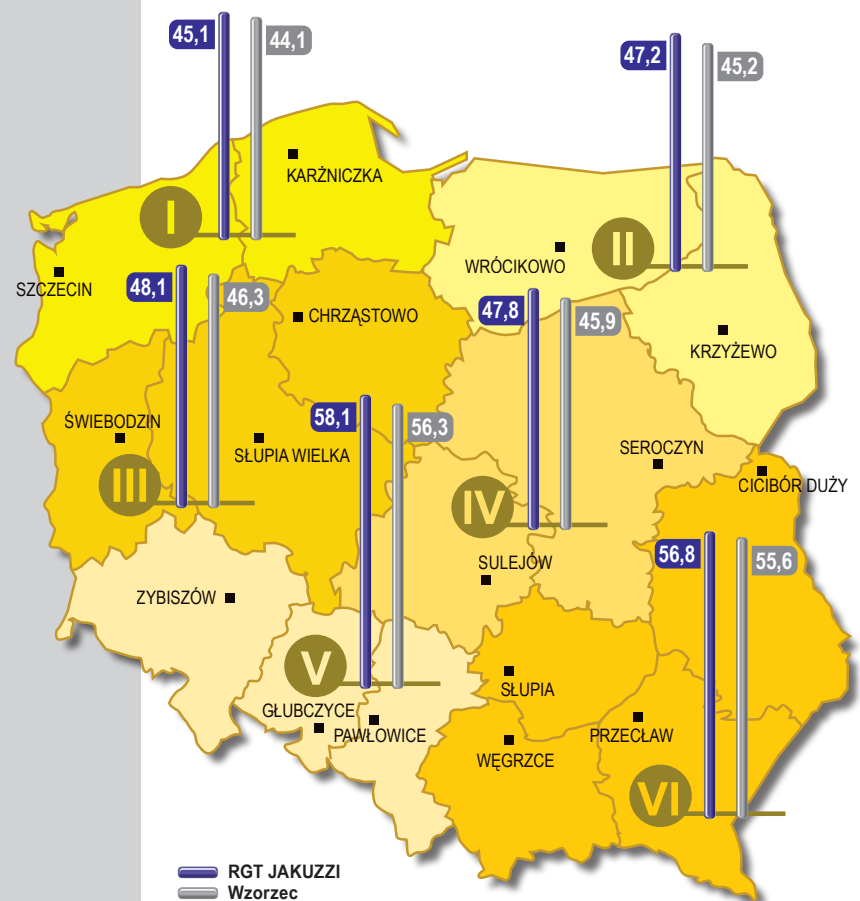 45,1
44,1
47,2
45,2
KARŻNICZKA
I
II
WRÓCIKOWO
SZCZECIN
48,1
46,3
CHRZĄSTOWO
47,8
45,9
KRZYŻEWO
58,1
56,3
ŚWIEBODZIN
SŁUPIA WIELKA
SEROCZYN
III
CICIBÓR DUŻY
IV
56,8
55,6
SULEJÓW
ZYBISZÓW
V
SŁUPIA
GŁUBCZYCE
PAWŁOWICE
PRZECŁAW
WĘGRZCE
VI
RGT JAKUZZI
Wzorzec